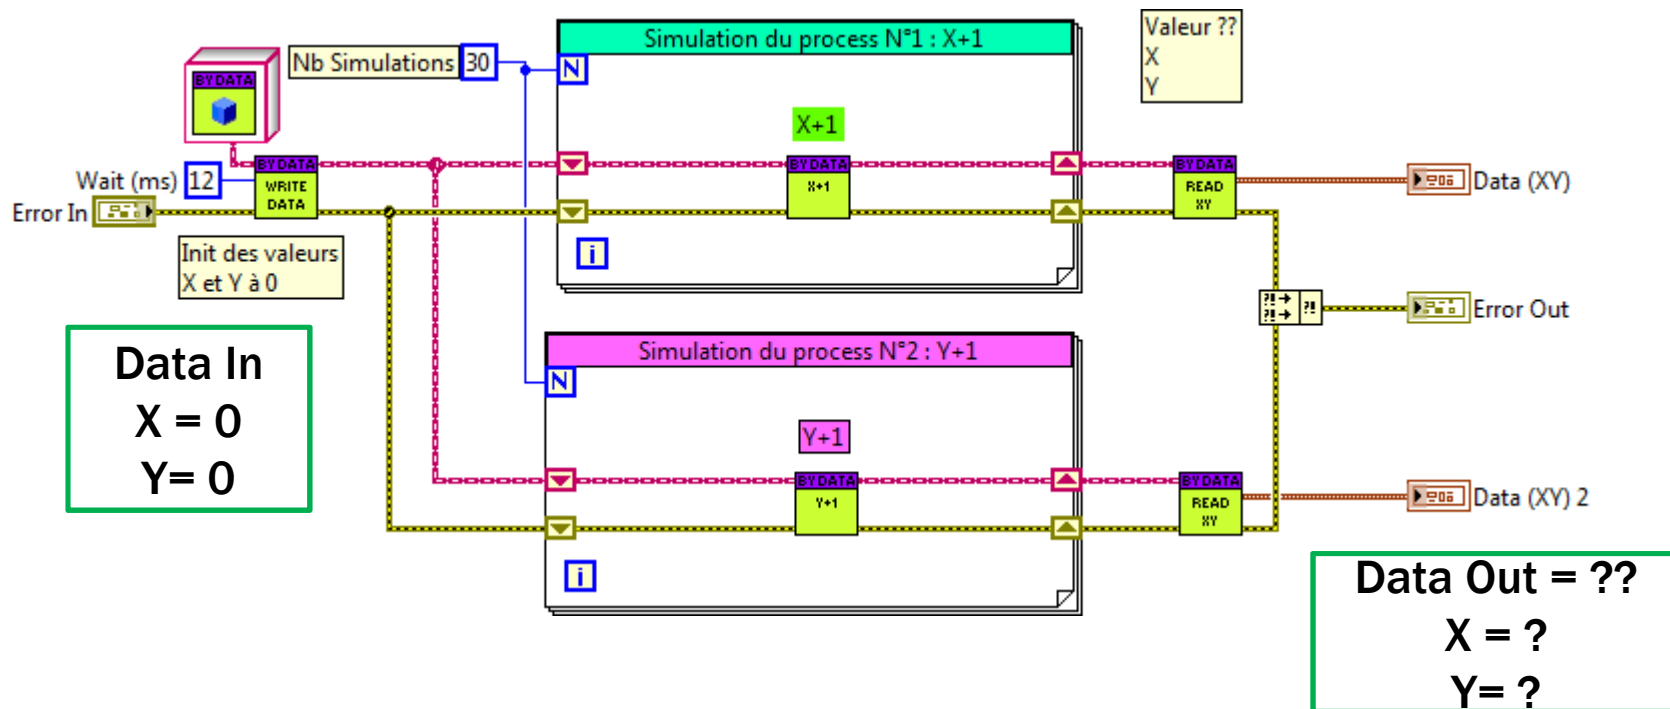 Simulation du process N°1 : X+1
Valeur ??
X
Y
Nb Simulations 30
N
BYDATA
X+1
BYDATA
WRITE
DATA
BYDATA
X+1
BYDATA
READ
XY
Wait (ms) 12
Data (XY)
Error In
Init des valeurs
X et Y à 0
i
?!
?!
?!
Error Out
Data In
X = 0
Y= 0
Simulation du process N°2 : Y+1
N
Y+1
BYDATA
Y+1
BYDATA
READ
XY
Data (XY) 2
i
Data Out = ??
X = ?
Y= ?